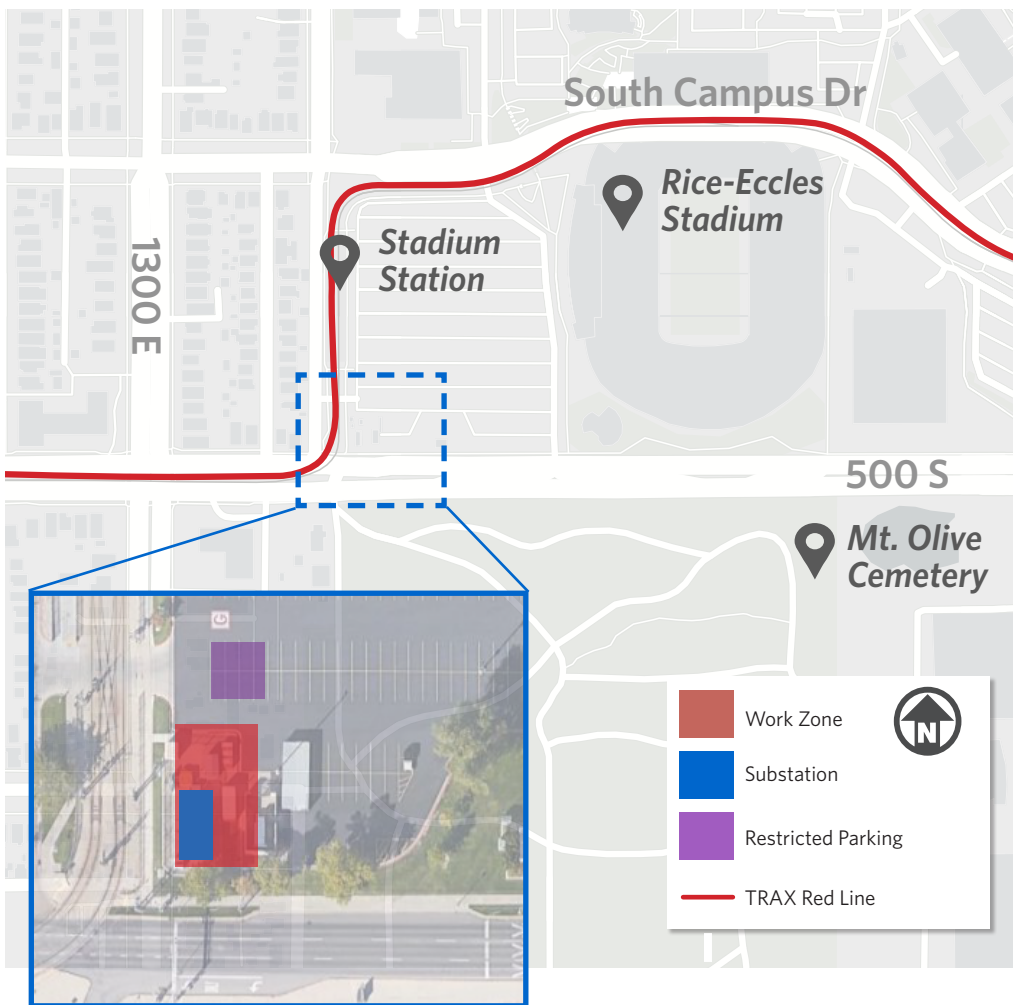 South Campus Dr
Rice-Eccles
Stadium
Stadium
Station
1300 E
500 S
Mt. Olive
Cemetery
G
Work Zone
N
Substation
Restricted Parking
TRAX Red Line